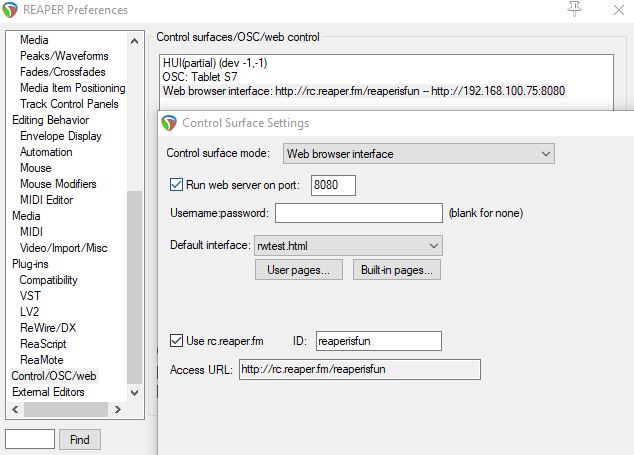 REAPER Preferences
Media
Peaks/Waveforms
Fades/Crossfades
Media Item Positioning
Track Control Panels
Editing Behavior
Envelope Display
Automation
Mouse
Mouse Modifiers
MIDI Editor
Media
MIDI
Video/Import/Misc
Plug-ins
Compatibility
VST
LV2
ReWire/DX
ReaScript
ReaMote
Control/OSC/web
External Editors
Find
Control surfaces/OSC/web control
HUI(partial) (dev -1,-1)
OSC: Tablet S7
Web browser interface: http://rc.reaper.fm/reaperisfun -- http://192.168.100.75:8080
Control Surface Settings
Control surface mode: Web browser interface
Run web server on port: 8080
Username:password: (blank for none)
Default interface: rwtest.html
User pages... Built-in pages...
Use rc.reaper.fm ID: reaperisfun
Access URL: http://rc.reaper.fm/reaperisfun